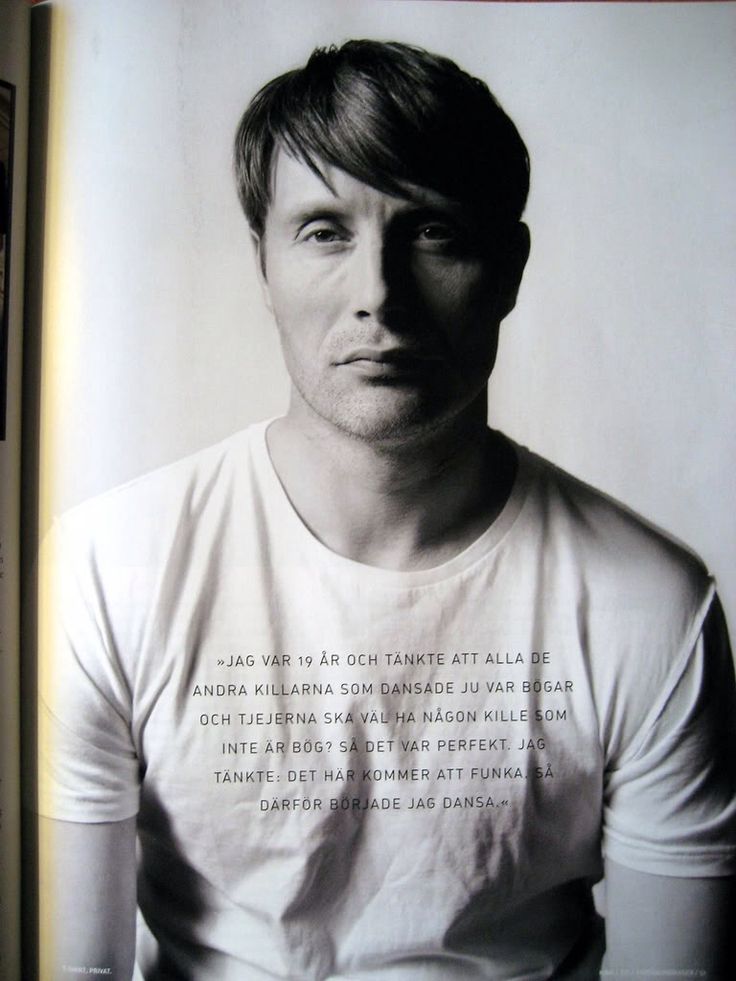 »JAG VAR 19 ÅR OCH TÄNKTE ATT ALLA DE
ANDRA KILLARNA SOM DANSADE JU VAR BÖGAR
OCH TJEJERNA SKA VÄL HA NÅGON KILLE SOM
INTE ÄR BÖG? SÅ DET VAR PERFEKT. JAG
TÄNKTE: DET HÄR KOMMER ATT FUNKA, SÅ
DÄRFÖR BÖRJADE JAG DANSA.«
T-SHIRT, PRIVAT.